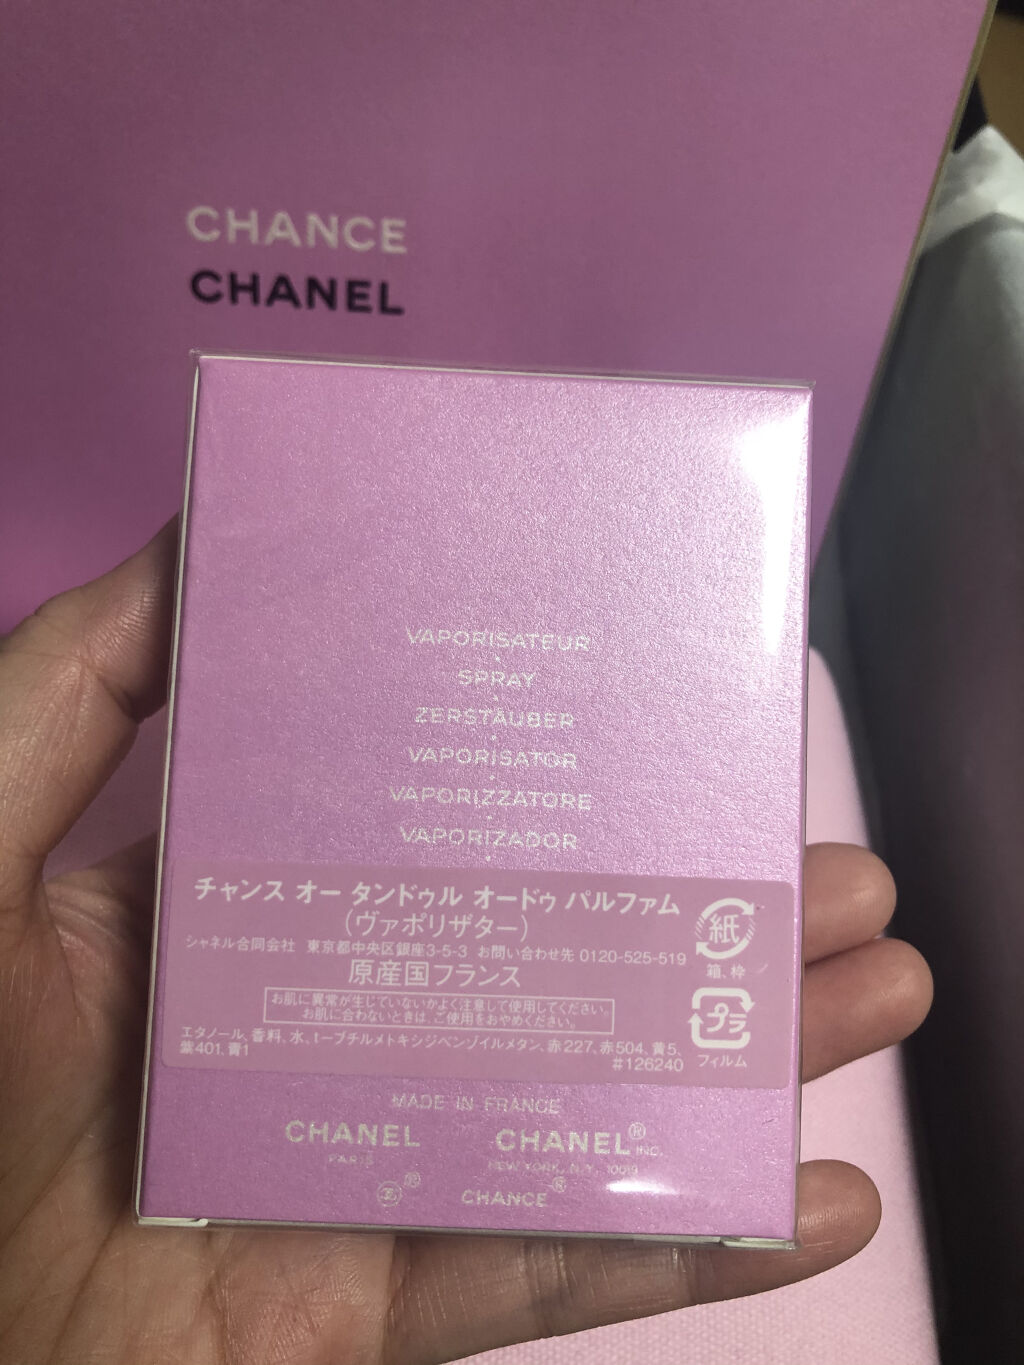 CHANCE
CHANEL
VAPORISATEUR
SPRAY
ZERSTÄUBER
VAPORISATOR
VAPORIZZATORE
VAPORIZADOR
チャンス オー タンドゥル オードゥ パルファム
(ヴァポリザター)
シャネル合同会社 東京都中央区銀座3-5-3 お問い合わせ先 0120-525-519
原産国フランス
お肌に異常が生じていないかよく注意して使用してください。
お肌に合わないときは、ご使用をおやめください。
エタノール、香料、水、t-ブチルメトキシジベンゾイルメタン、赤227、赤504、黄5、
紫401、青1
#126240
紙
箱、枠
プラ
フィルム
MADE IN FRANCE
CHANEL
PARIS
CHANEL® INC.
NEW YORK, N.Y. 10019
®
CHANCE®